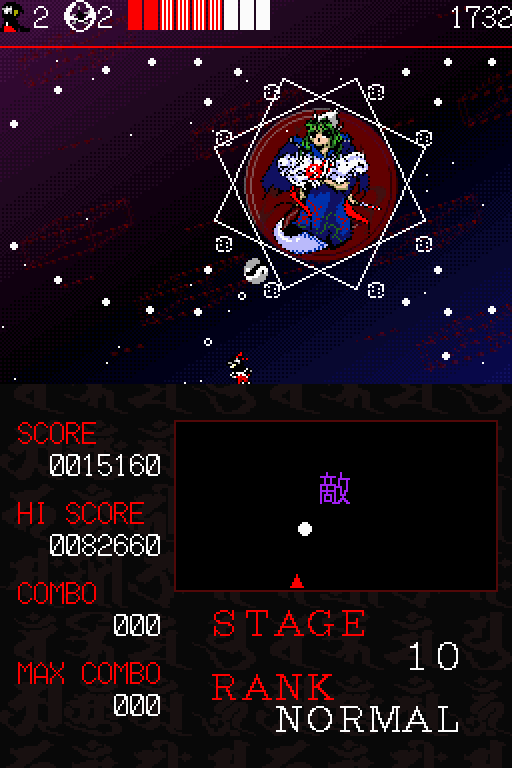 2 2 1732
SCORE
0015160
敵
HI SCORE
0082660
COMBO
000
STAGE
10
MAX COMBO
000
RANK
NORMAL